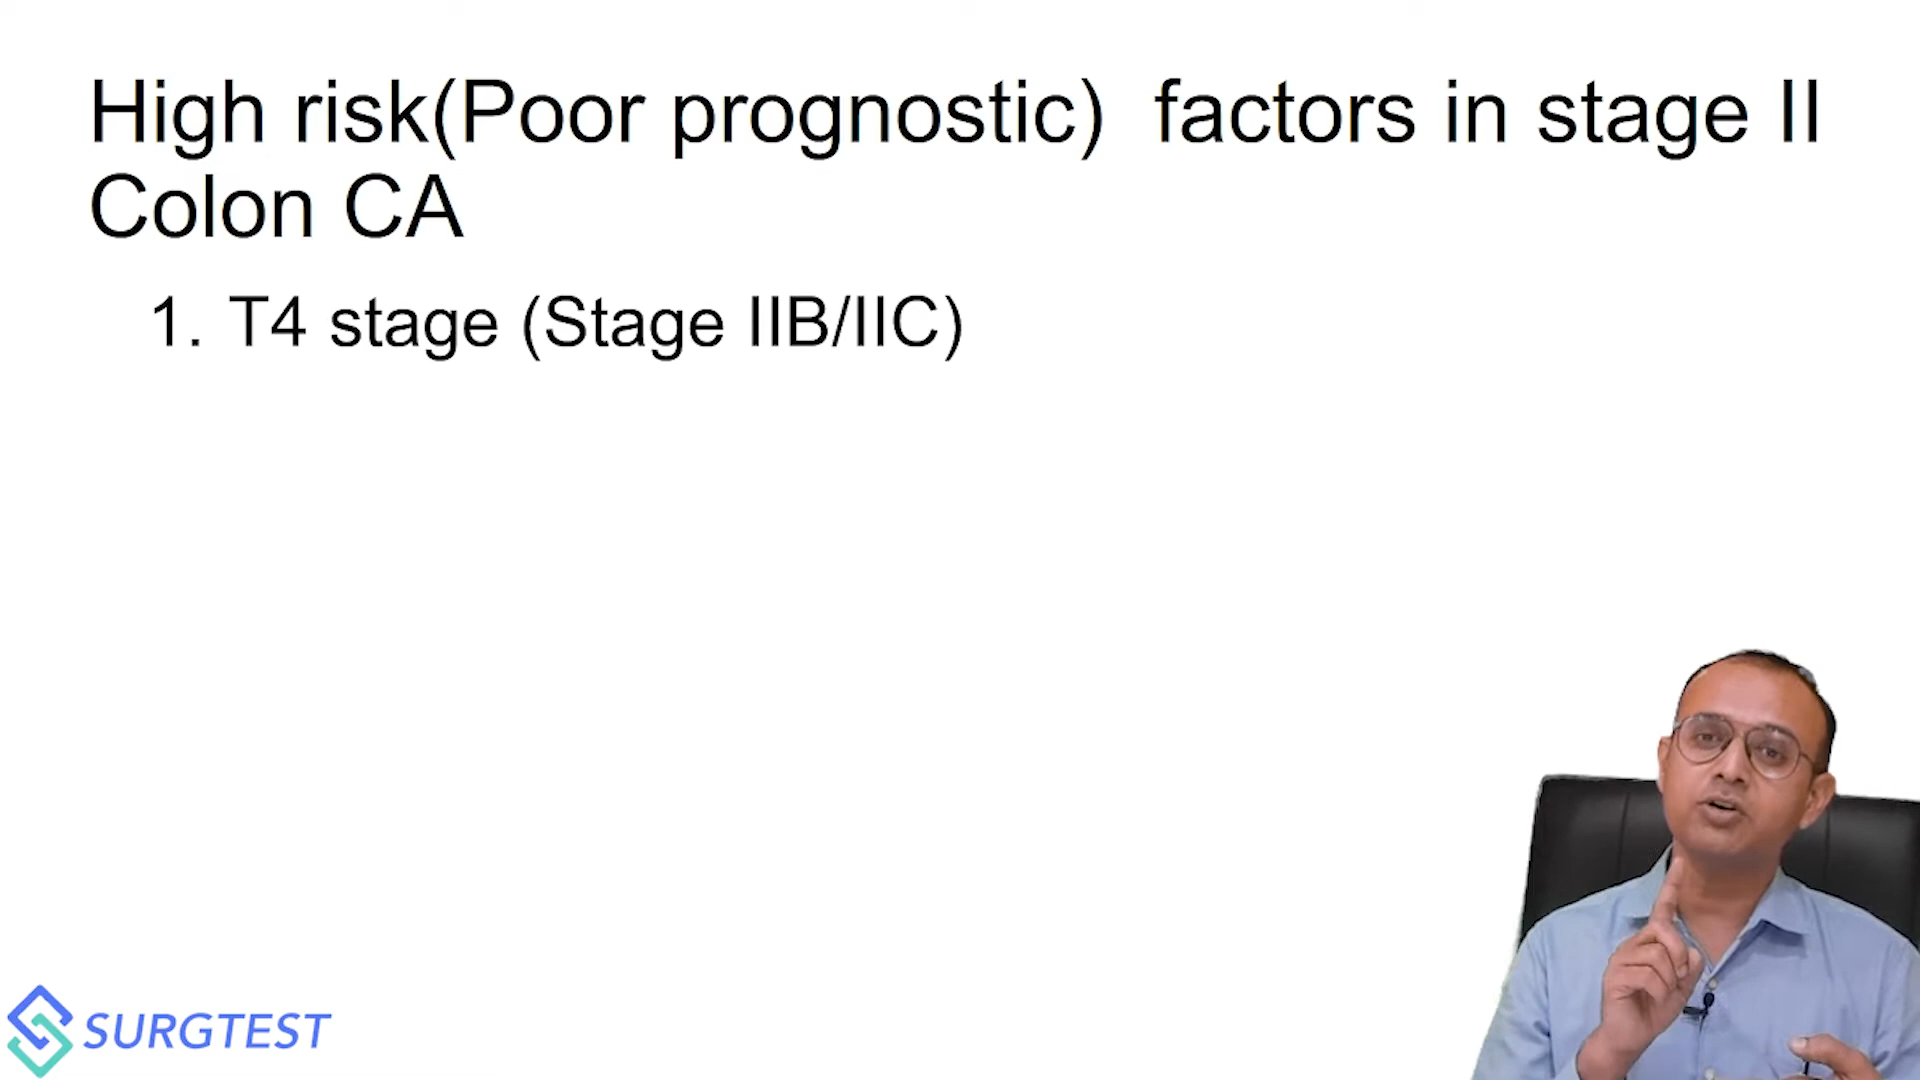 High risk(Poor prognostic)  factors in stage II
Colon CA
1. T4 stage (Stage IIB/IIC)
SURGTEST